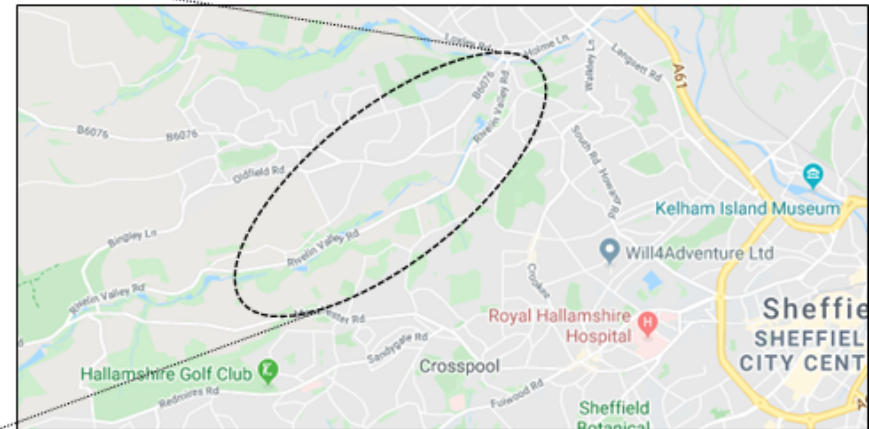 Loxley Rd
Holme Ln
Langsett Rd
Walkley Ln
A61
B6076
Rivelin Valley Rd
B6076
B6076
Oldfield Rd
South Rd
Howard Rd
Kelham Island Museum
Bingley Ln
Rivelin Valley Rd
Will4Adventure Ltd
Rivelin Valley Rd
Crookes
Royal Hallamshire
Hospital
H
Sheffie
SHEFFIEL
CITY CENT
Sandygate Rd
Crosspool
Hallamshire Golf Club
Redmires Rd
Fulwood Rd
Sheffield
Botanical